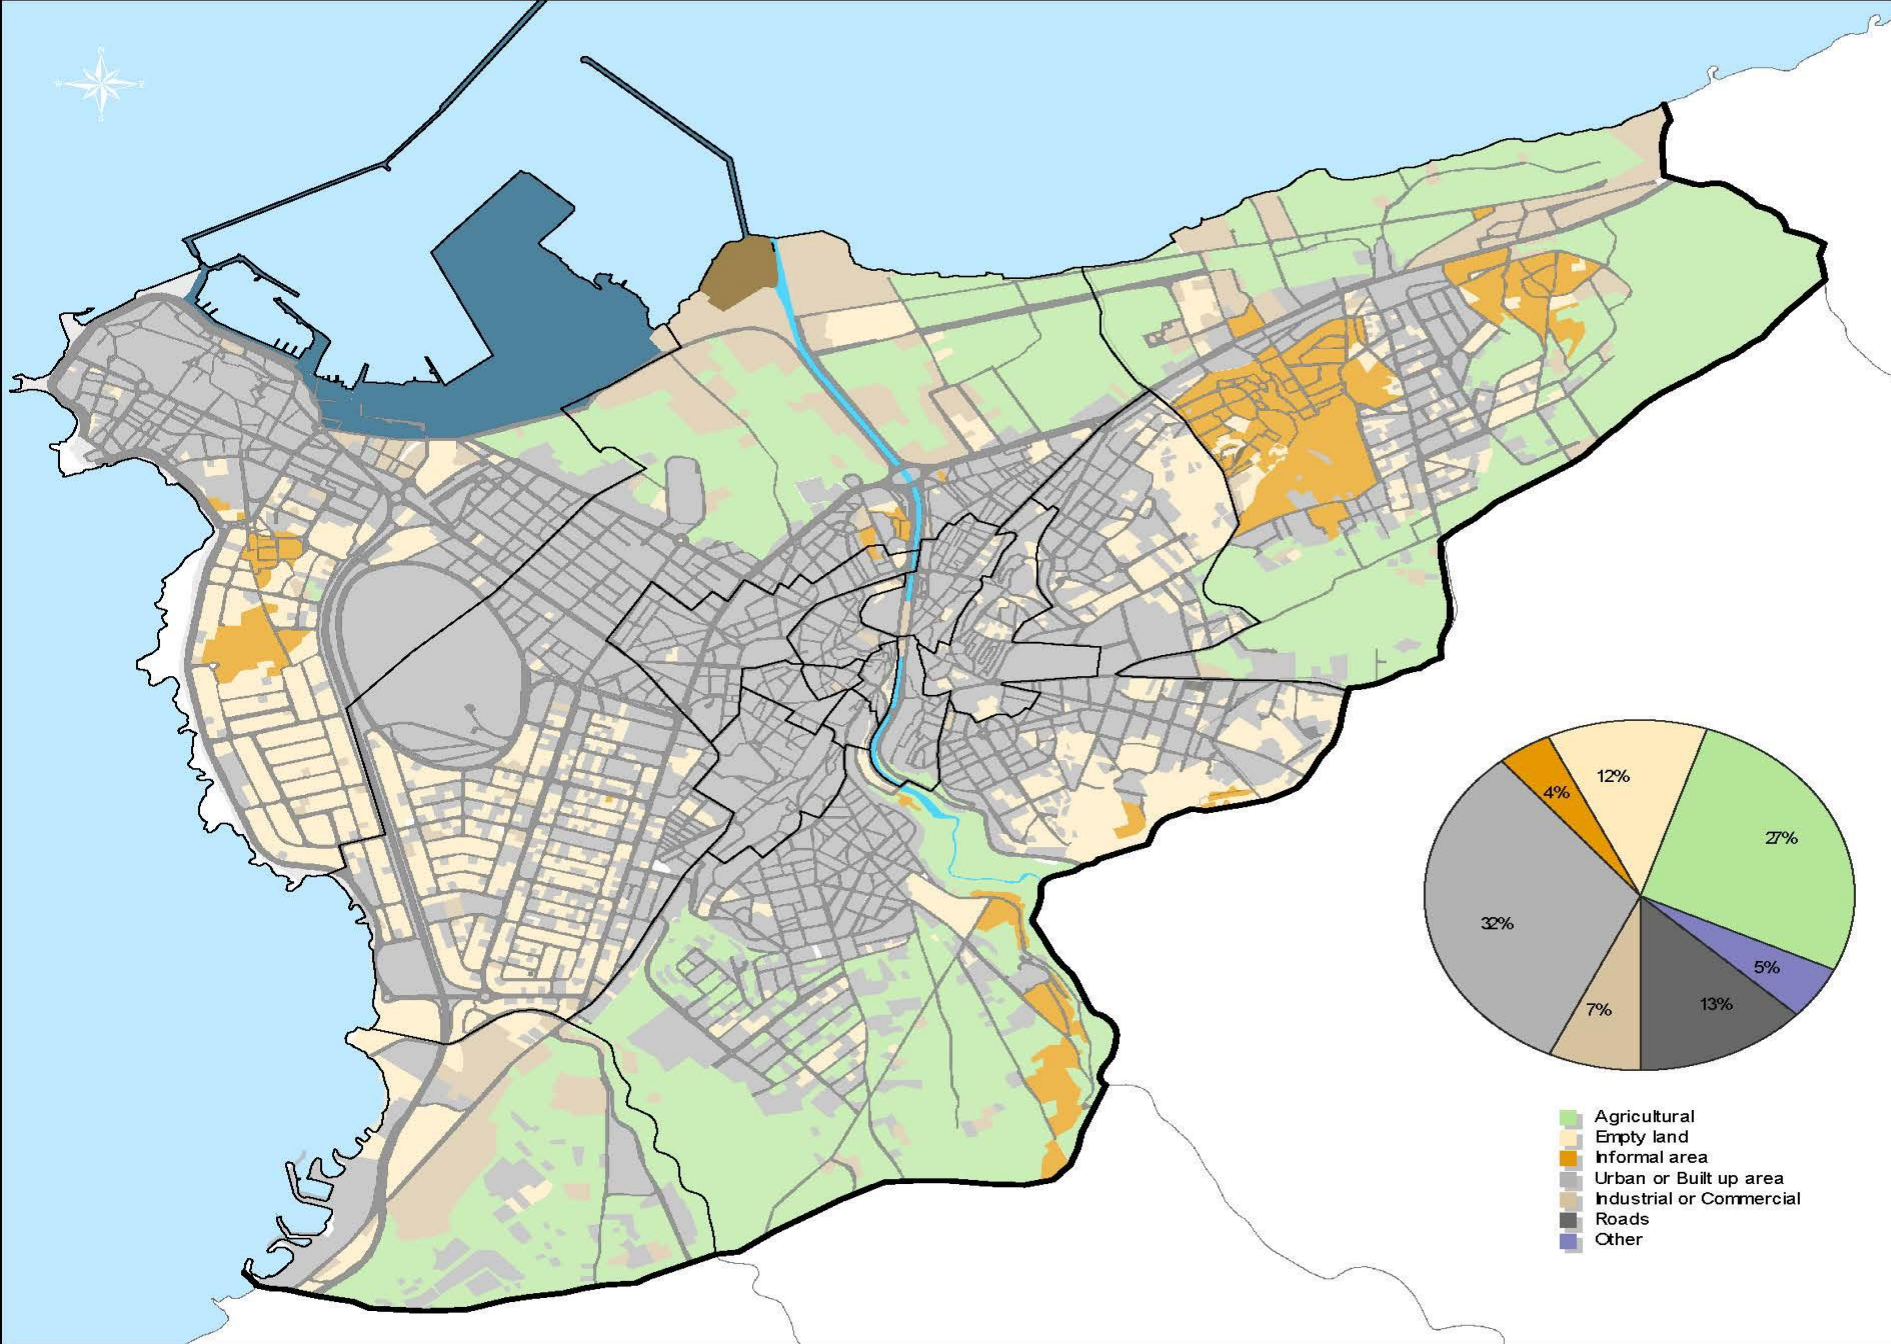 N
W
E
S
4%
12%
27%
32%
5%
7%
13%
Agricultural
Empty land
Informal area
Urban or Built up area
Industrial or Commercial
Roads
Other